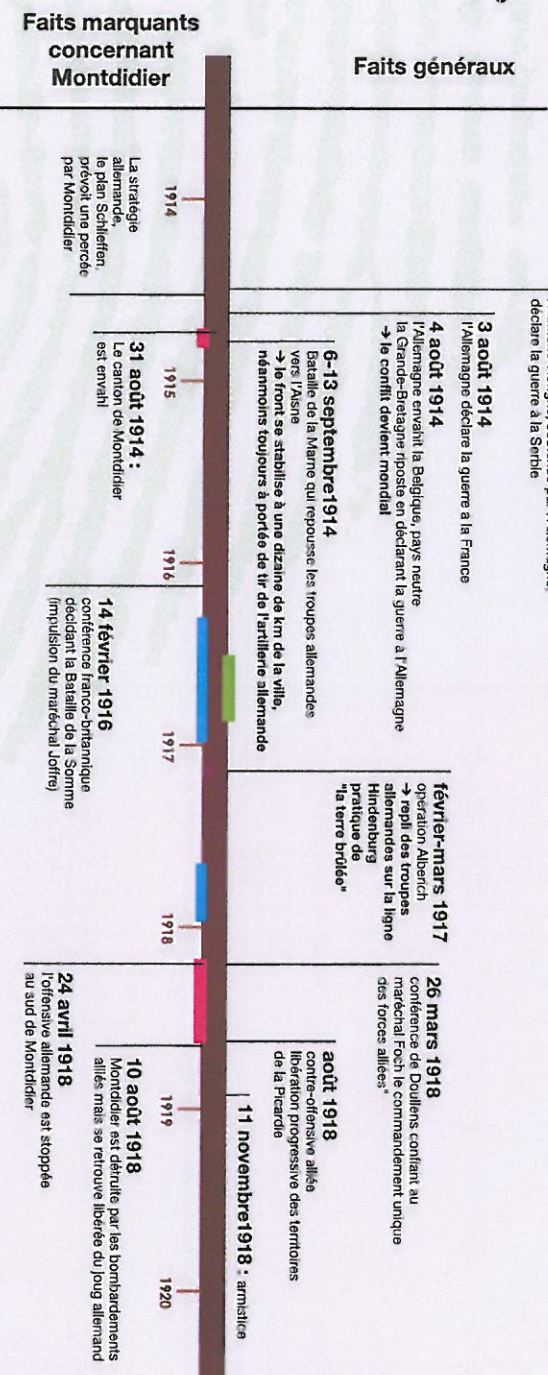 Faits marquants
concernant
Montdidier
Faits généraux
déclare la guerre à la Serbie
3 août 1914
l'Allemagne déclare la guerre à la France
4 août 1914
l'Allemagne envahit la Belgique, pays neutre
la Grande-Bretagne riposte en déclarant la guerre à l'Allemagne
→ le conflit devient mondial
6-13 septembre1914
Bataille de la Marne qui repousse les troupes allemandes
vers l'Aisne
→ le front se stabilise à une dizaine de km de la ville,
néanmoins toujours à portée de tir de l'artillerie allemande
février-mars 1917
opération Alberich
→ repli des troupes
allemandes sur la ligne
Hindenburg
pratique de
"la terre brûlée"
26 mars 1918
conférence de Doullens confiant au
maréchal Foch le commandement unique
des forces alliées"
août 1918
contre-offensive alliée
libération progressive des territoires
de la Picardie
11 novembre1918 : armistice
1914
1915
1916
1917
1918
1919
1920
La stratégie
allemande,
le plan Schlieffen,
prévoit une percée
par Montdidier
31 août 1914 :
Le canton de Montdidier
est envahi
14 février 1916
conférence franco-britannique
décidant la Bataille de la Somme
(impulsion du maréchal Joffre)
24 avril 1918
l'offensive allemande est stoppée
au sud de Montdidier
10 août 1918
Montdidier est détruite par les bombardements
alliés mais se retrouve libérée du joug allemand